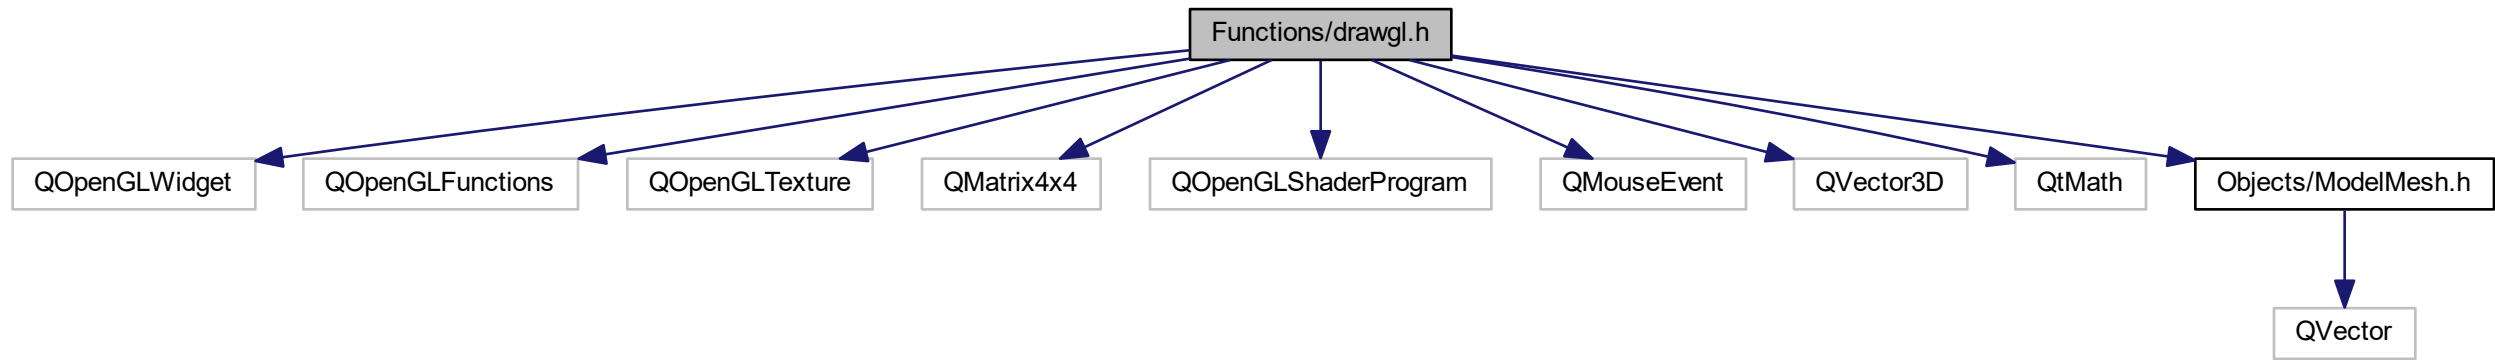 Functions/drawgl.h
QOpenGLWidget
QOpenGLFunctions
QOpenGLTexture
QMatrix4x4
QOpenGLShaderProgram
QMouseEvent
QVector3D
QtMath
Objects/ModelMesh.h
QVector